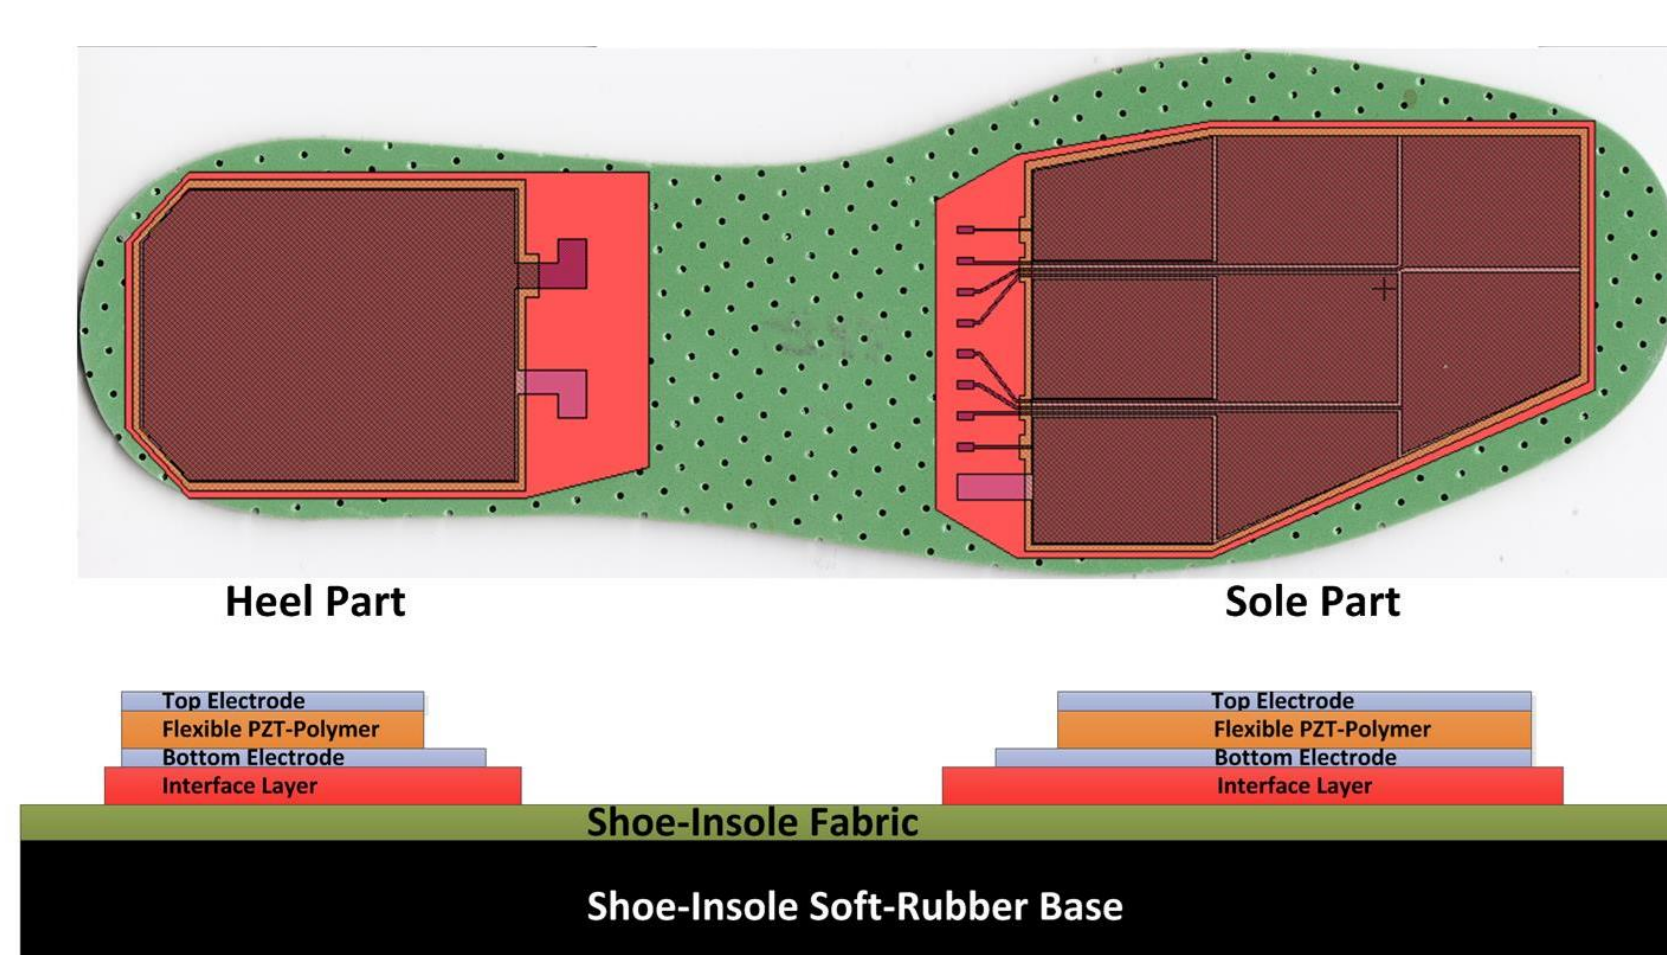 Heel Part
Sole Part
Top Electrode
Flexible PZT-Polymer
Bottom Electrode
Interface Layer
Top Electrode
Flexible PZT-Polymer
Bottom Electrode
Interface Layer
Shoe-Insole Fabric
Shoe-Insole Soft-Rubber Base